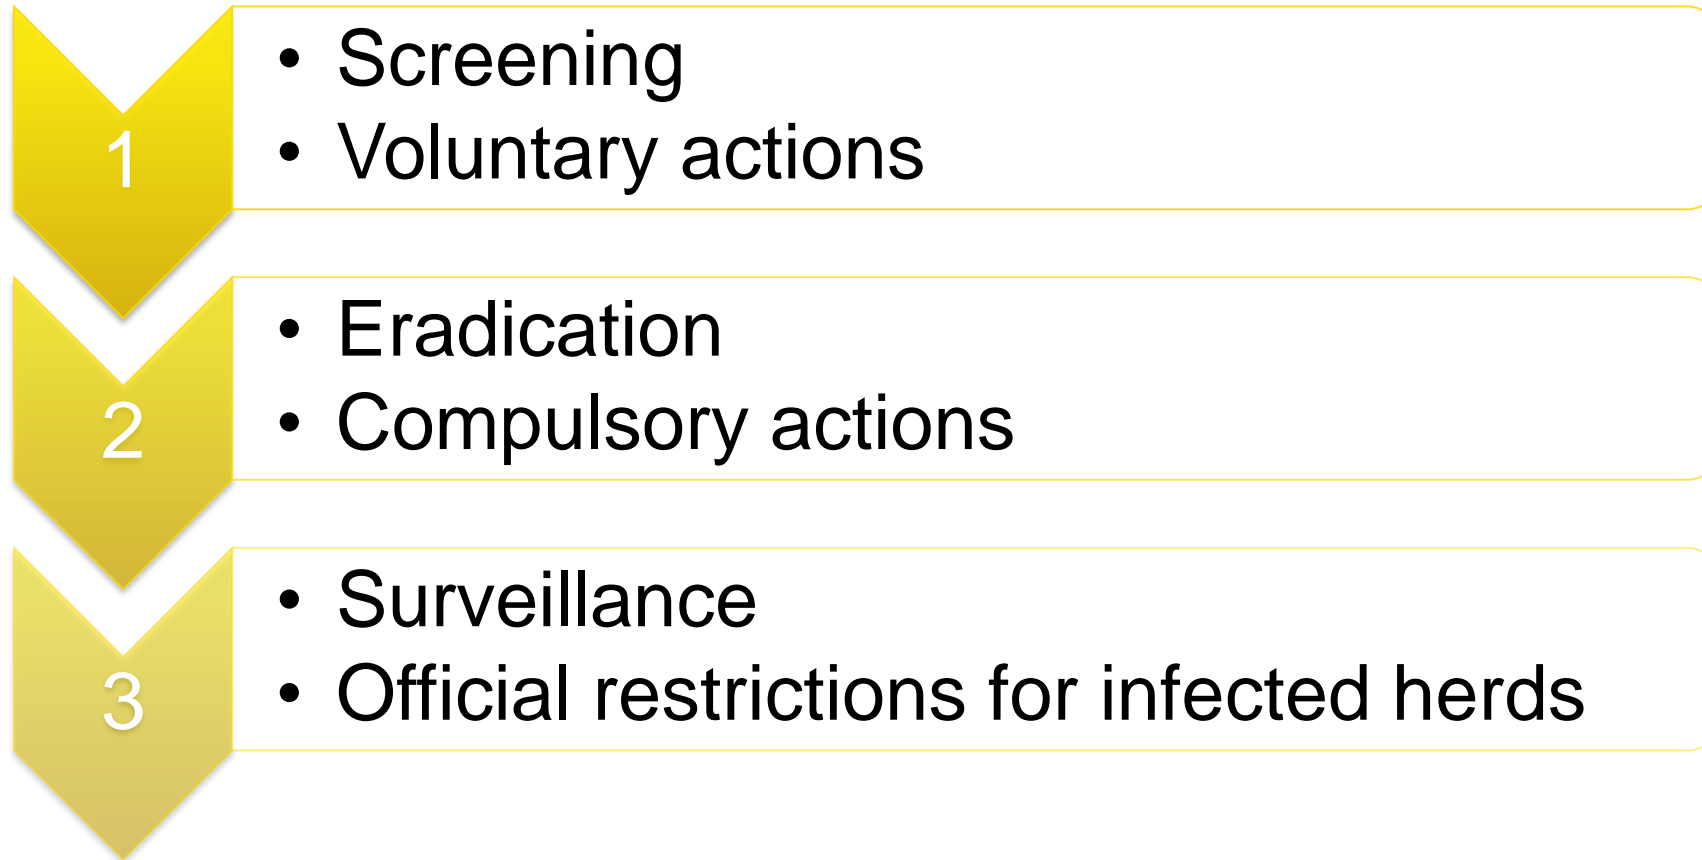 1
• Screening
• Voluntary actions
2
• Eradication
• Compulsory actions
3
• Surveillance
• Official restrictions for infected herds